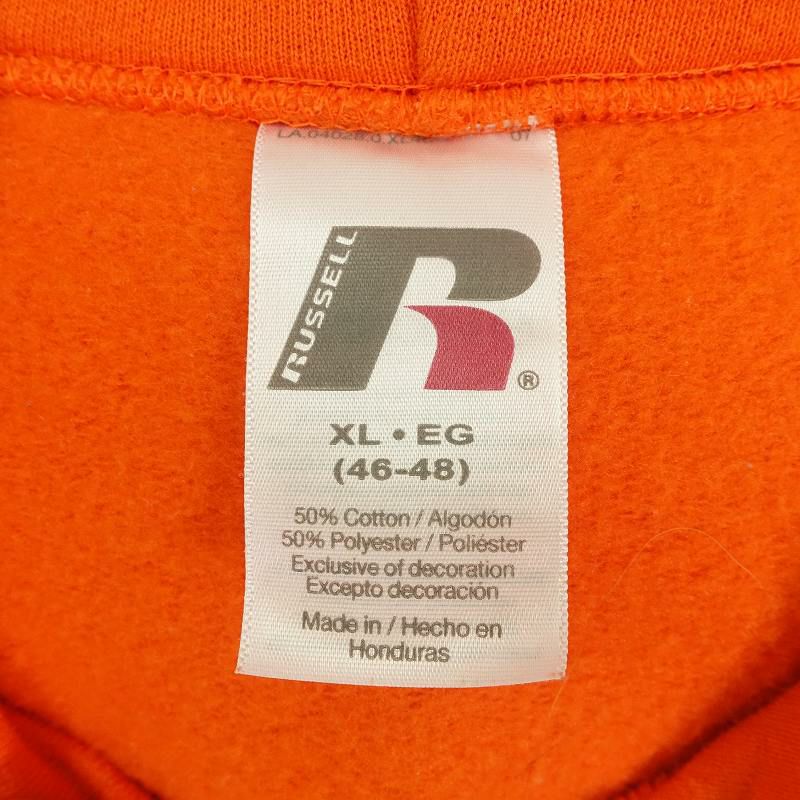 07
RUSSELL
®
XL • EG
(46-48)
50% Cotton / Algodón
50% Polyester / Poliéster
Exclusive of decoration
Excepto decoración
Made in / Hecho en
Honduras